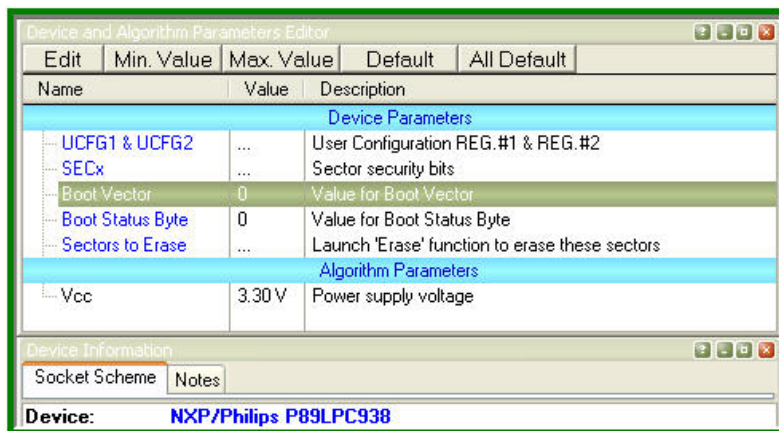 Device and Algorithm Parameters Editor
Edit Min. Value Max. Value Default All Default
Name Value Description
Device Parameters
UCFG1 & UCFG2 ... User Configuration REG.#1 & REG.#2
SECx ... Sector security bits
Boot Vector 0 Value for Boot Vector
Boot Status Byte 0 Value for Boot Status Byte
Sectors to Erase ... Launch 'Erase' function to erase these sectors
Algorithm Parameters
Vcc 3.30 V Power supply voltage
Device Information
Socket Scheme Notes
Device: NXP/Philips P89LPC938